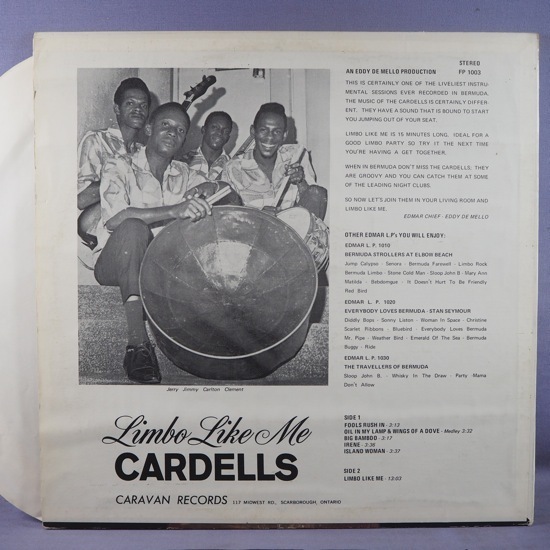 STEREO
AN EDDY DE MELLO PRODUCTION FP 1003
THIS IS CERTAINLY ONE OF THE LIVELIEST INSTRU-
MENTAL SESSIONS EVER RECORDED IN BERMUDA.
THE MUSIC OF THE CARDELLS IS CERTAINLY DIFFER-
ENT. THEY HAVE A SOUND THAT IS BOUND TO START
YOU JUMPING OUT OF YOUR SEAT.
LIMBO LIKE ME IS 15 MINUTES LONG. IDEAL FOR A
GOOD LIMBO PARTY SO TRY IT THE NEXT TIME
YOU'RE HAVING A GET TOGETHER.
WHEN IN BERMUDA DON'T MISS THE CARDELLS; THEY
ARE GROOVY AND YOU CAN CATCH THEM AT SOME
OF THE LEADING NIGHT CLUBS.
SO NOW LET'S JOIN THEM IN YOUR LIVING ROOM AND
LIMBO LIKE ME.
EDMAR CHIEF - EDDY DE MELLO
OTHER EDMAR L.P's YOU WILL ENJOY:
EDMAR L. P. 1010
BERMUDA STROLLERS AT ELBOW BEACH
Jump Calypso - Senora - Bermuda Farewell - Limbo Rock
Bermuda Limbo - Stone Cold Man - Sloop John B - Mary Ann
Matilda - Bebdomgue - It Doesn't Hurt To Be Friendly
Red Bird
EDMAR L. P. 1020
EVERYBODY LOVES BERMUDA - STAN SEYMOUR
Diddly Bops - Sonny Liston - Woman In Space - Christine
Scarlet Ribbons : Bluebird - Everybody Loves Bermuda
Mr. Pipe - Weather Bird - Emerald Of the Sea - Bermuda
Buggy - Ride
EDMAR L. P. 1030
THE TRAVELLERS OF BERMUDA
Sloop John B. - Whisky In The Draw - Party -Mama
Don't Allow
Jerry Jimmy Carlton Clement
Limbo Like Me
CARDELLS
CARAVAN RECORDS 117 MIDWEST RD., SCARBOROUGH, ONTARIO
SIDE 1
FOOLS RUSH IN - 3:13
OIL IN MY LAMP & WINGS OF A DOVE - Medley 3:32
BIG BAMBOO - 3:17
IRENE - 3:36
ISLAND WOMAN - 3:37
SIDE 2
LIMBO LIKE ME - 13:03